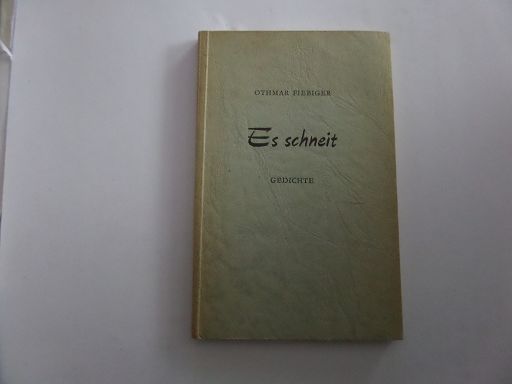 OTHMAR FIEBIGER
Es schneit
GEDICHTE